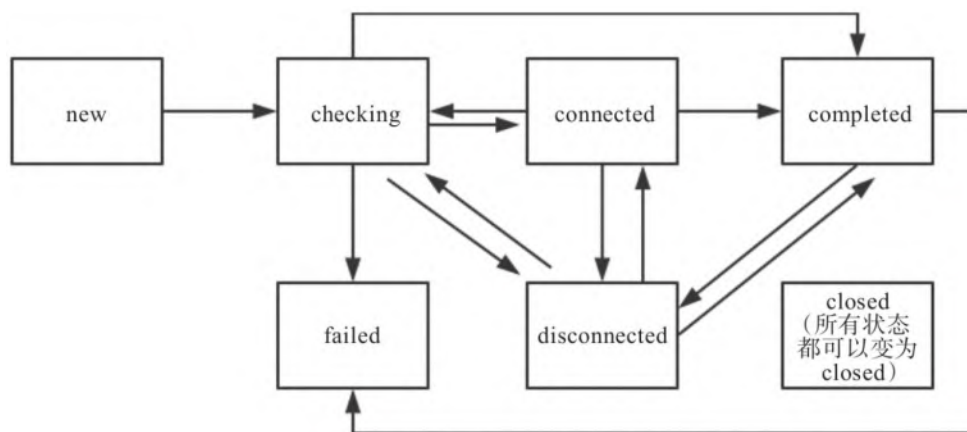 new
checking
connected
completed
failed
disconnected
closed
（所有状态
都可以变为
closed）